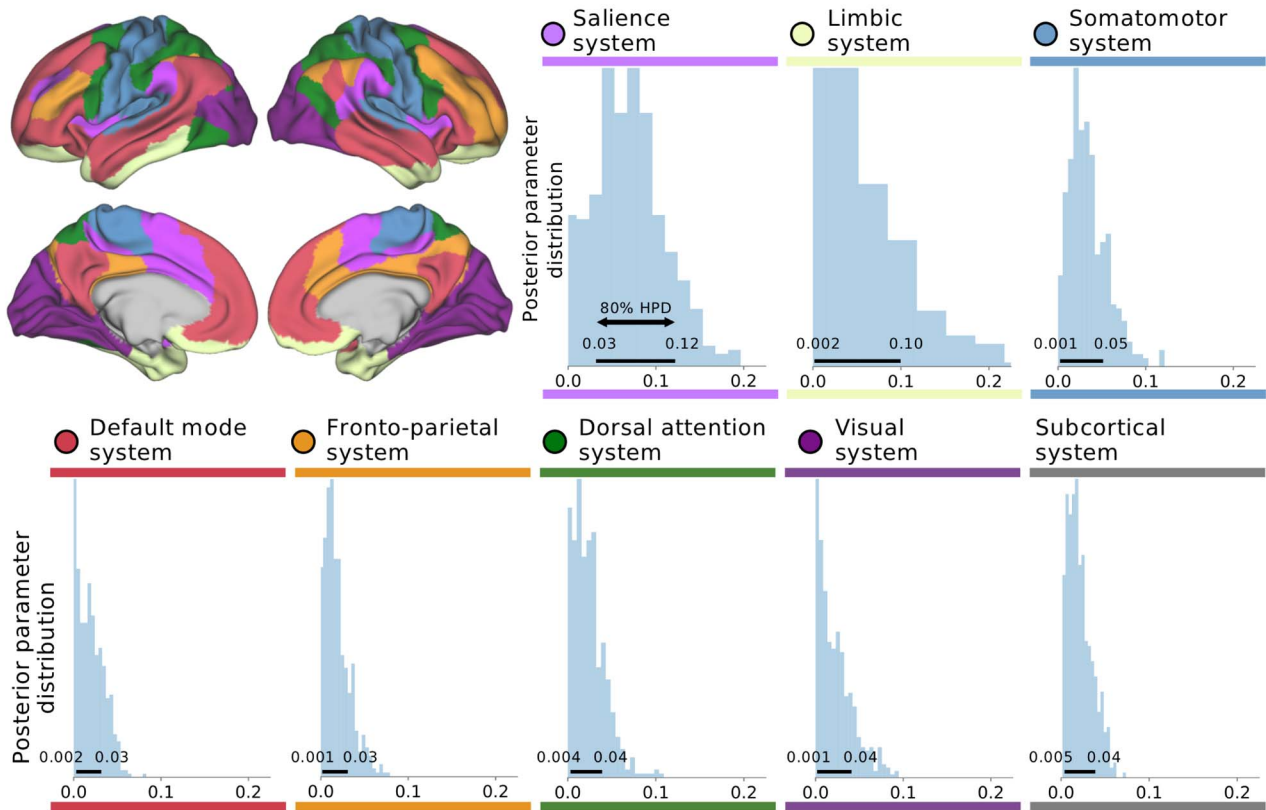 Salience
system
Limbic
system
Somatomotor
system
Posterior parameter
distribution
80% HPD
0.03 0.12
0.002 0.10
0.001 0.05
0.0 0.1 0.2
0.0 0.1 0.2
0.0 0.1 0.2
Default mode
system
Fronto-parietal
system
Dorsal attention
system
Visual
system
Subcortical
system
Posterior parameter
distribution
0.002 0.03
0.001 0.03
0.004 0.04
0.001 0.04
0.005 0.04
0.0 0.1 0.2
0.0 0.1 0.2
0.0 0.1 0.2
0.0 0.1 0.2
0.0 0.1 0.2